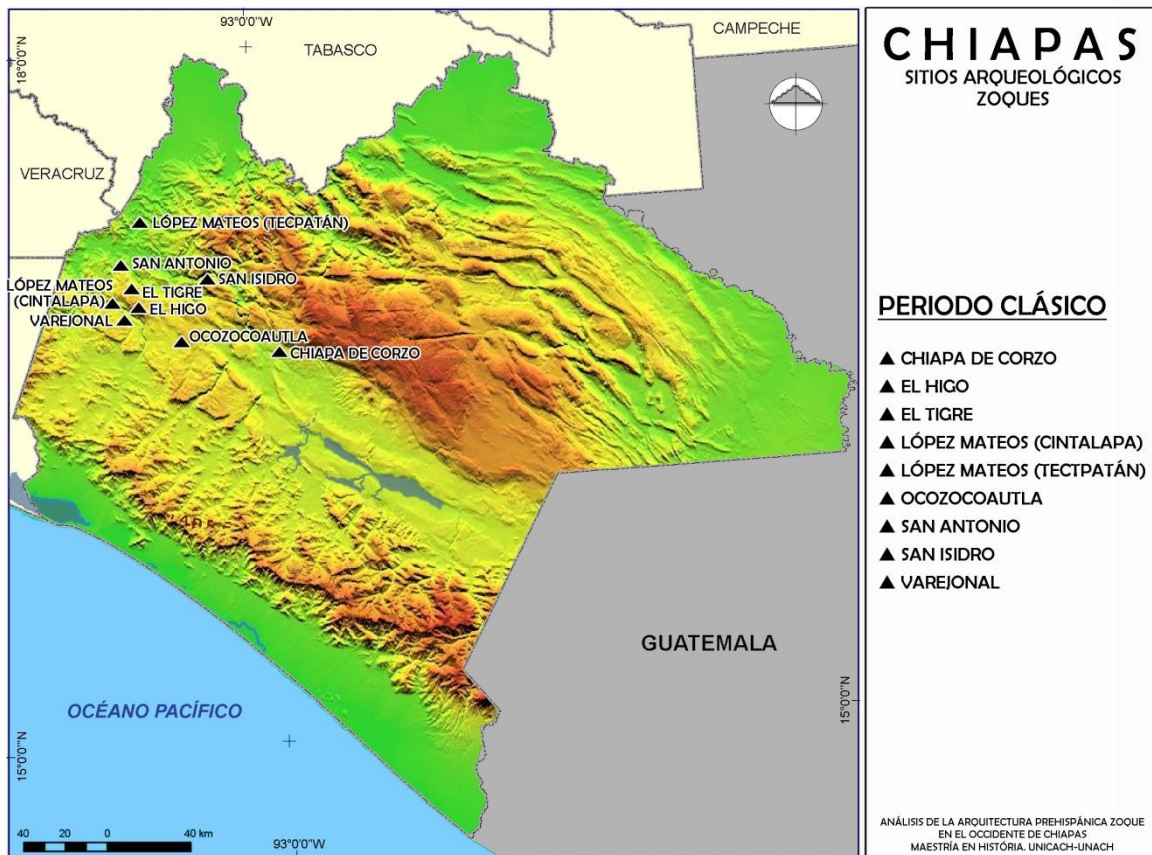 93°0'0"W
CAMPECHE
TABASCO
18°0'0"N
VERACRUZ
LÓPEZ MATEOS (TECPATÁN)
SAN ANTONIO
SAN ISIDRO
LÓPEZ MATEOS
(CINTALAPA)
EL TIGRE
EL HIGO
VAREJONAL
OCOZOCOAUTLA
CHIAPA DE CORZO
GUATEMALA
OCÉANO PACÍFICO
15°0'0"N
15°0'0"N
40 20 0 40 km
93°0'0"W
CHIAPAS
SITIOS ARQUEOLÓGICOS
ZOQUES
PERIODO CLÁSICO
CHIAPA DE CORZO
EL HIGO
EL TIGRE
LÓPEZ MATEOS (CINTALAPA)
LÓPEZ MATEOS (TECTPATÁN)
OCOZOCOAUTLA
SAN ANTONIO
SAN ISIDRO
VAREJONAL
ANÁLISIS DE LA ARQUITECTURA PREHISPÁNICA ZOQUE
EN EL OCCIDENTE DE CHIAPAS
MAESTRÍA EN HISTÓRIA. UNICACH-UNACH